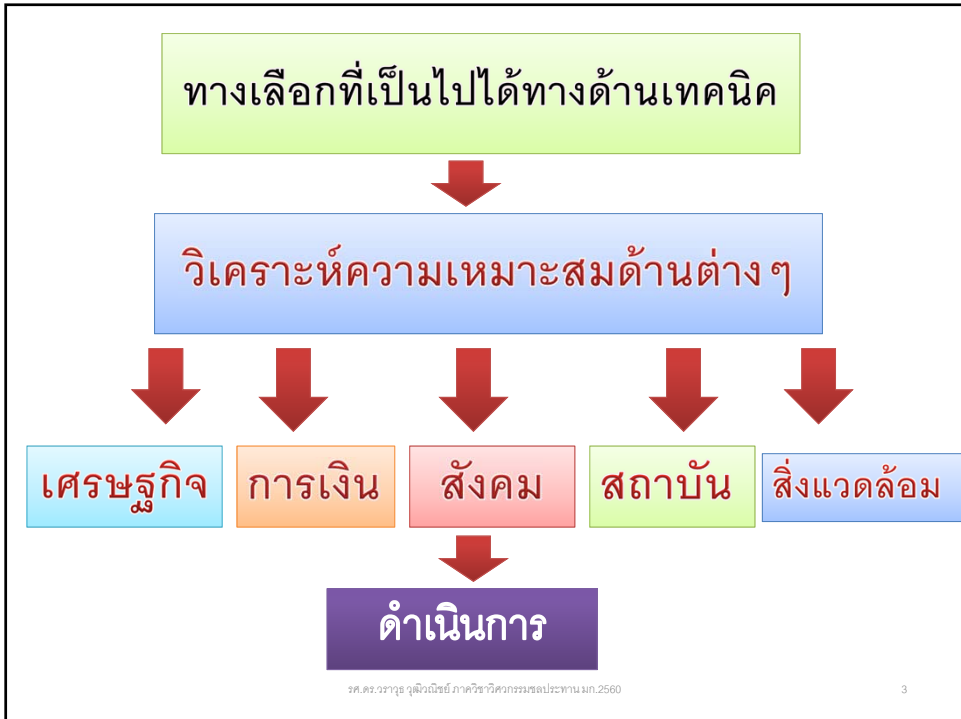 ทางเลือกที่เป็นไปได้ทางด้านเทคนิค
วิเคราะห์ความเหมาะสมด้านต่างๆ
เศรษฐกิจ
การเงิน
สังคม
สถาบัน
สิ่งแวดล้อม
ดำเนินการ
รศ.ดร.วราวุธ วุฒิวณิชย์ ภาควิชาวิศวกรรมชลประทาน มก.2560
3